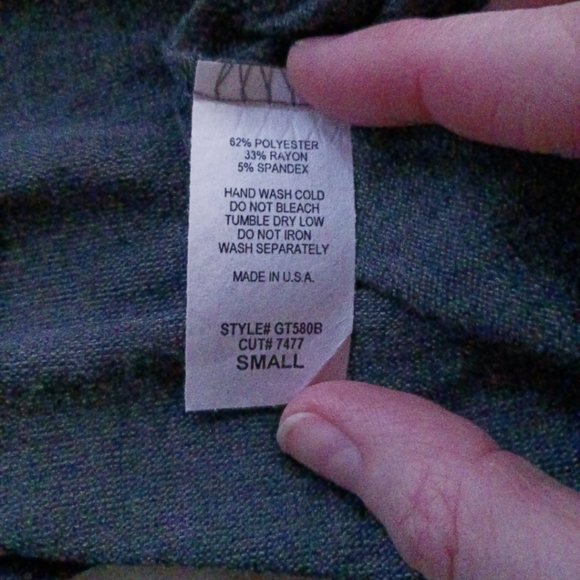 62% POLYESTER
33% RAYON
5% SPANDEX
HAND WASH COLD
DO NOT BLEACH
TUMBLE DRY LOW
DO NOT IRON
WASH SEPARATELY
MADE IN U.S.A.
STYLE# GT580B
CUT# 7477
SMALL